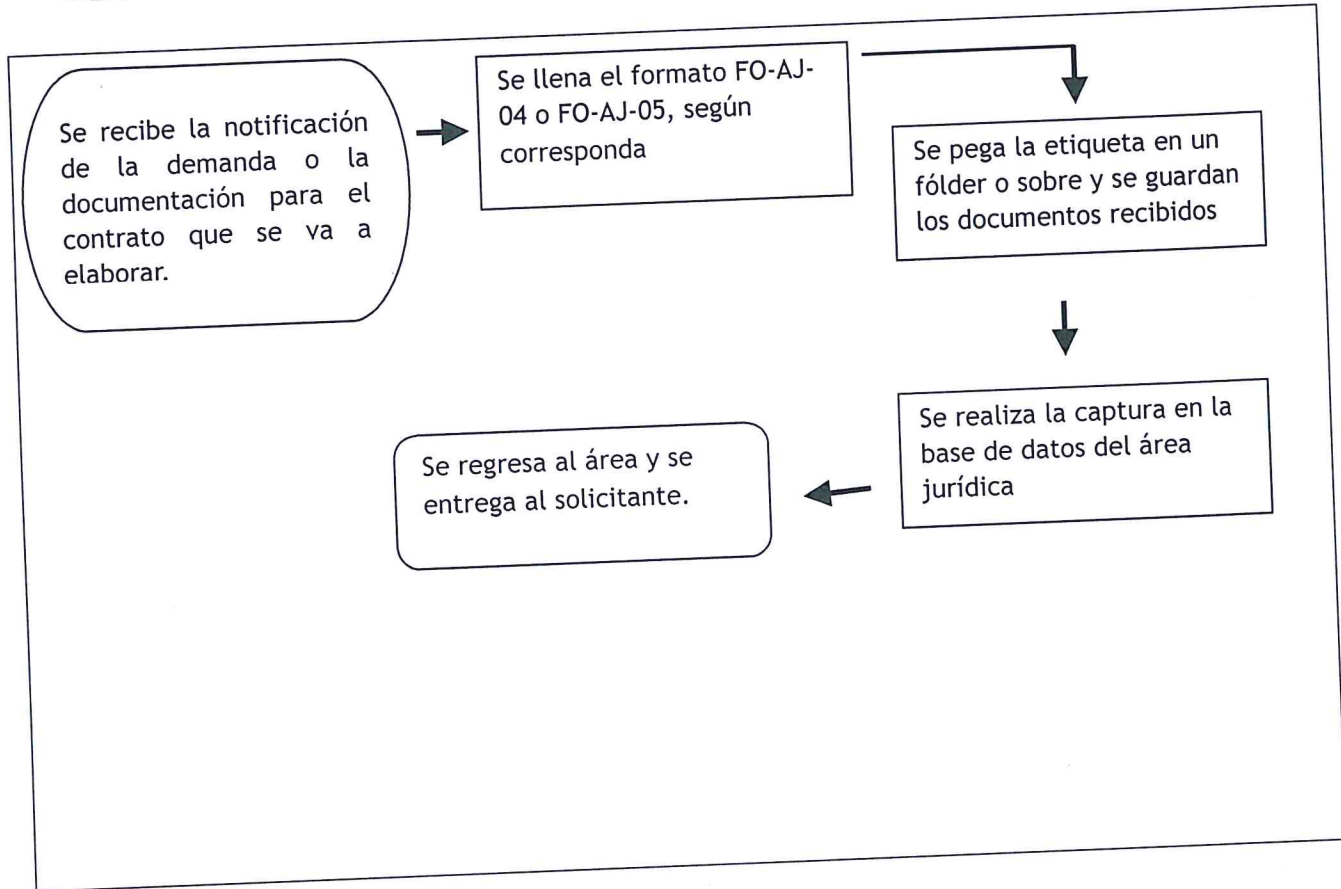 Se recibe la notificación
de la demanda o la
documentación para el
contrato que se va a
elaborar.
Se llena el formato FO-AJ-
04 o FO-AJ-05, según
corresponda
Se pega la etiqueta en un
fólder o sobre y se guardan
los documentos recibidos
Se realiza la captura en la
base de datos del área
jurídica
Se regresa al área y se
entrega al solicitante.